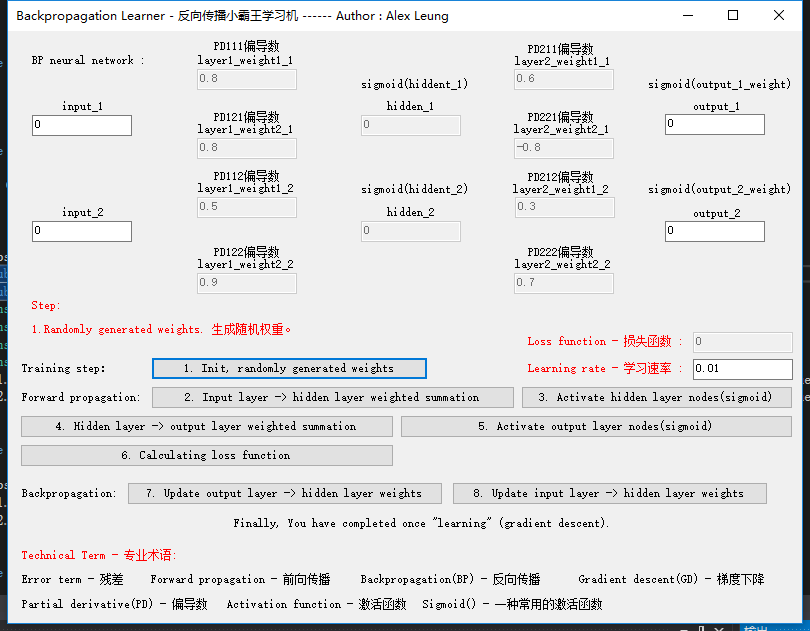 Backpropagation Learner - 反向传播小霸王学习机 ------ Author : Alex Leung
BP neural network :
PD111偏导数
layer1_weight1_1
0.8
PD211偏导数
layer2_weight1_1
0.6
sigmoid(hiddent_1)
sigmoid(output_1_weight)
input_1
0
PD121偏导数
layer1_weight2_1
0.8
hidden_1
0
PD221偏导数
layer2_weight2_1
-0.8
output_1
0
PD112偏导数
layer1_weight1_2
0.5
sigmoid(hiddent_2)
PD212偏导数
layer2_weight1_2
0.3
sigmoid(output_2_weight)
input_2
0
hidden_2
0
output_2
0
PD122偏导数
layer1_weight2_2
0.9
PD222偏导数
layer2_weight2_2
0.7
Step:
1.Randomly generated weights. 生成随机权重。
Loss function - 损失函数 : 0
Training step: 1. Init, randomly generated weights
Learning rate - 学习速率 : 0.01
Forward propagation: 2. Input layer -> hidden layer weighted summation 3. Activate hidden layer nodes(sigmoid)
4. Hidden layer -> output layer weighted summation 5. Activate output layer nodes(sigmoid)
6. Calculating loss function
Backpropagation: 7. Update output layer -> hidden layer weights 8. Update input layer -> hidden layer weights
Finally, You have completed once "learning" (gradient descent).
Technical Term - 专业术语:
Error term - 残差 Forward propagation - 前向传播 Backpropagation(BP) - 反向传播 Gradient descent(GD) - 梯度下降
Partial derivative(PD) - 偏导数 Activation function - 激活函数 Sigmoid() - 一种常用的激活函数
输出